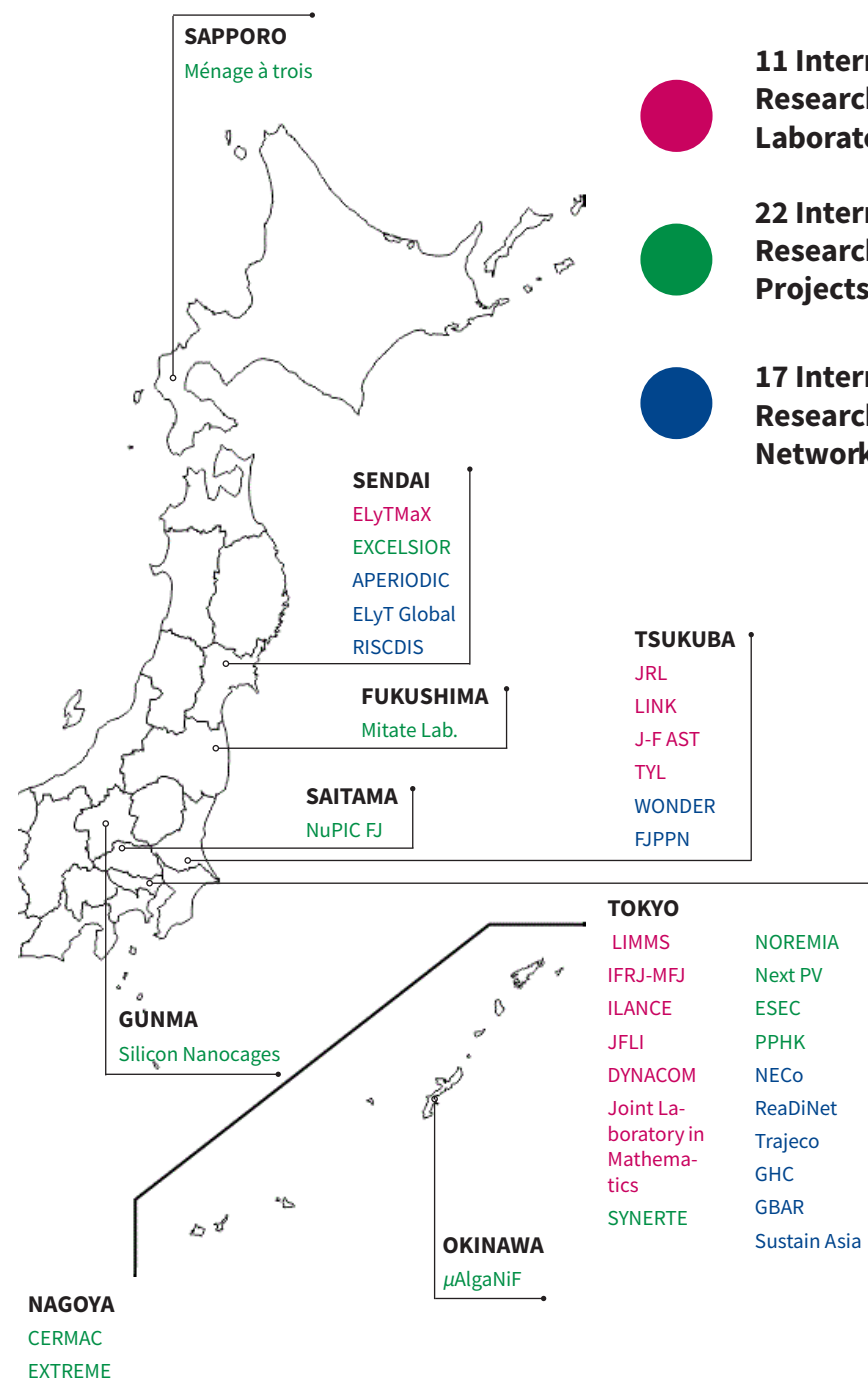 SAPPORO
Ménage à trois
11 Intern
Research
Laborato
22 Intern
Research
Projects
17 Intern
Research
Network
SENDAI
ELyTMaX
EXCELSIOR
APERIODIC
ELyT Global
RISCDIS
FUKUSHIMA
Mitate Lab.
SAITAMA
NuPIC FJ
TSUKUBA
JRL
LINK
J-F AST
TYL
WONDER
FJPPN
GUNMA
Silicon Nanocages
TOKYO
LIMMS
IFRJ-MFJ
ILANCE
JFLI
DYNACOM
Joint La-
boratory in
Mathema-
tics
SYNERTE
NOREMIA
Next PV
ESEC
PPHK
NECo
ReaDiNet
Trajeco
GHC
GBAR
Sustain Asia
OKINAWA
µAlgaNiF
NAGOYA
CERMAC
EXTREME